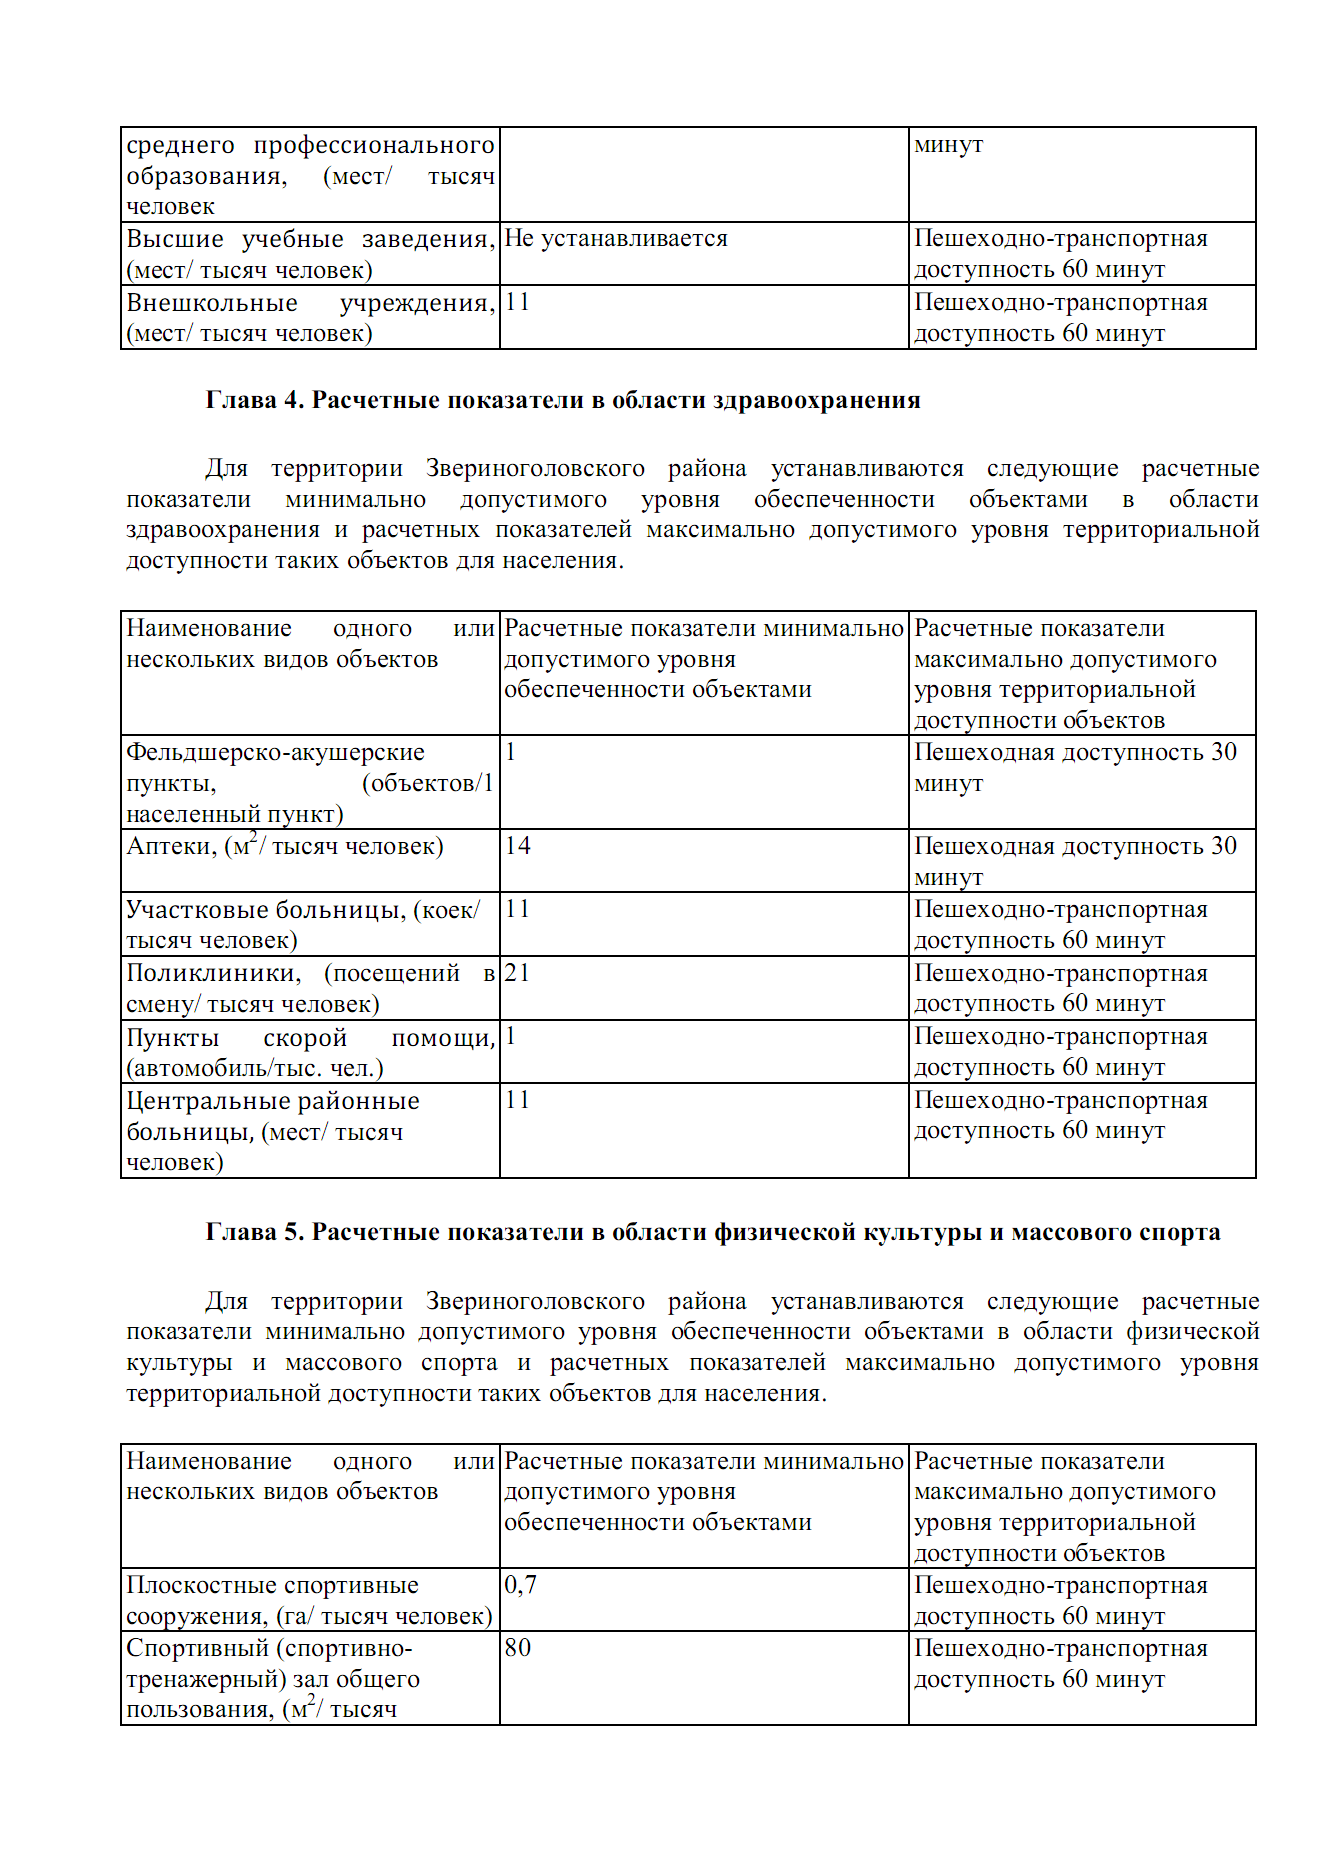 среднего профессионального
образования, (мест/ тысяч
человек
минут
Высшие учебные заведения,
(мест/ тысяч человек)
Не устанавливается
Пешеходно-транспортная
доступность 60 минут
Внешкольные учреждения,
(мест/ тысяч человек)
11
Пешеходно-транспортная
доступность 60 минут
Глава 4. Расчетные показатели в области здравоохранения
Для территории Звериноголовского района устанавливаются следующие расчетные
показатели минимально допустимого уровня обеспеченности объектами в области
здравоохранения и расчетных показателей максимально допустимого уровня территориальной
доступности таких объектов для населения.
Наименование одного или
нескольких видов объектов
Расчетные показатели минимально
допустимого уровня
обеспеченности объектами
Расчетные показатели
максимально допустимого
уровня территориальной
доступности объектов
Фельдшерско-акушерские
пункты, (объектов/1
населенный пункт)
1
Пешеходная доступность 30
минут
Аптеки, (м²/ тысяч человек)
14
Пешеходная доступность 30
минут
Участковые больницы, (коек/
тысяч человек)
11
Пешеходно-транспортная
доступность 60 минут
Поликлиники, (посещений в
смену/ тысяч человек)
21
Пешеходно-транспортная
доступность 60 минут
Пункты скорой помощи,
(автомобиль/тыс. чел.)
1
Пешеходно-транспортная
доступность 60 минут
Центральные районные
больницы, (мест/ тысяч
человек)
11
Пешеходно-транспортная
доступность 60 минут
Глава 5. Расчетные показатели в области физической культуры и массового спорта
Для территории Звериноголовского района устанавливаются следующие расчетные
показатели минимально допустимого уровня обеспеченности объектами в области физической
культуры и массового спорта и расчетных показателей максимально допустимого уровня
территориальной доступности таких объектов для населения.
Наименование одного или
нескольких видов объектов
Расчетные показатели минимально
допустимого уровня
обеспеченности объектами
Расчетные показатели
максимально допустимого
уровня территориальной
доступности объектов
Плоскостные спортивные
сооружения, (га/ тысяч человек)
0,7
Пешеходно-транспортная
доступность 60 минут
Спортивный (спортивно-
тренажерный) зал общего
пользования, (м²/ тысяч
80
Пешеходно-транспортная
доступность 60 минут